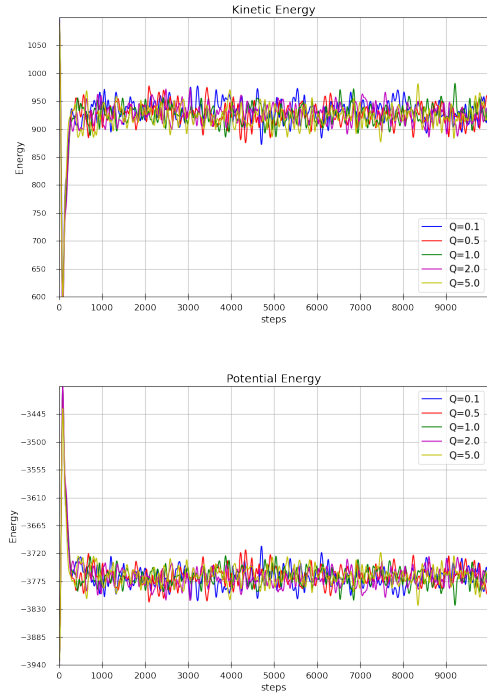 Kinetic Energy
Energy
1050
1000
950
900
850
800
750
700
650
600
0 1000 2000 3000 4000 5000 6000 7000 8000 9000
steps
Q=0.1
Q=0.5
Q=1.0
Q=2.0
Q=5.0
Potential Energy
Energy
−3445
−3500
−3555
−3610
−3665
−3720
−3775
−3830
−3885
−3940
0 1000 2000 3000 4000 5000 6000 7000 8000 9000
steps
Q=0.1
Q=0.5
Q=1.0
Q=2.0
Q=5.0